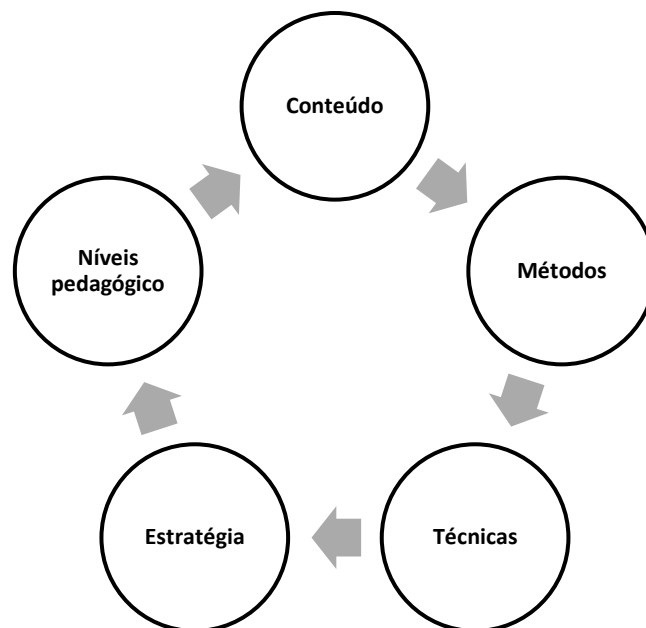 Conteúdo
Métodos
Técnicas
Estratégia
Níveis
pedagógico